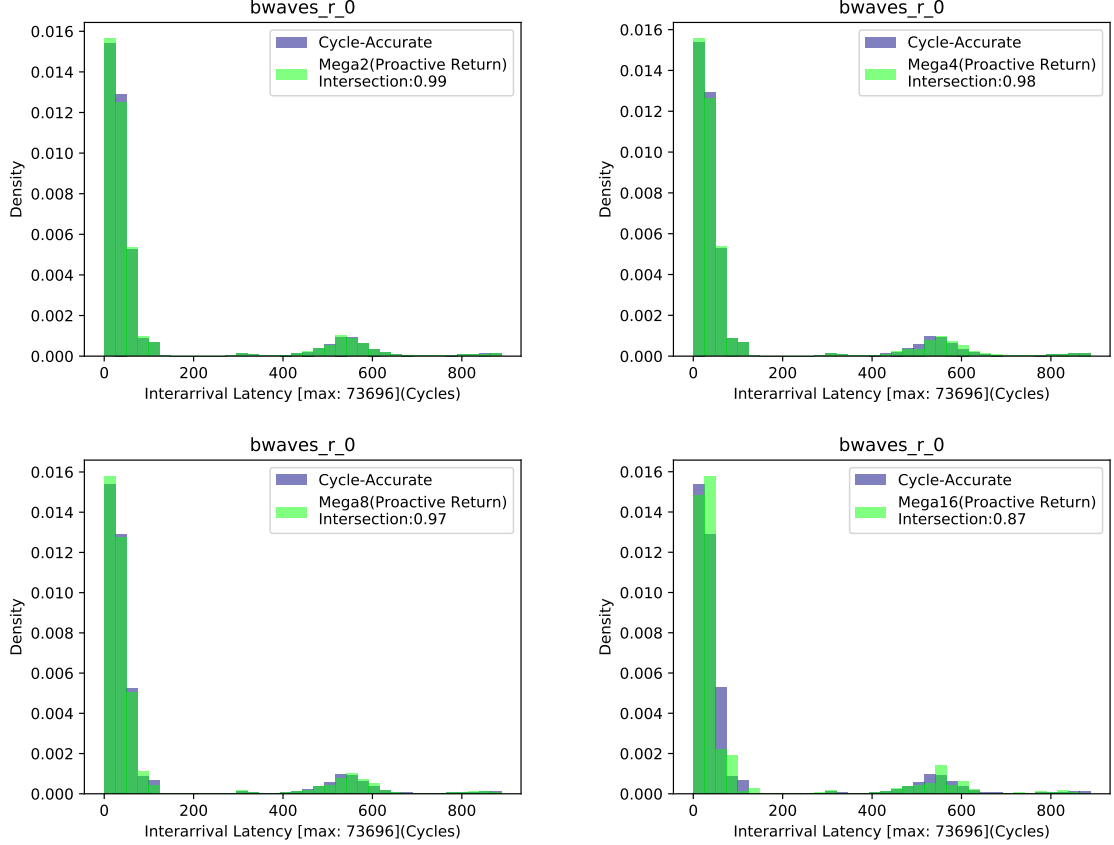 bwaves_r_0
Cycle-Accurate
Mega2(Proactive Return)
Intersection:0.99
Density
0.016
0.014
0.012
0.010
0.008
0.006
0.004
0.002
0.000
0 200 400 600 800
Interarrival Latency [max: 73696](Cycles)
bwaves_r_0
Cycle-Accurate
Mega4(Proactive Return)
Intersection:0.98
Density
0.016
0.014
0.012
0.010
0.008
0.006
0.004
0.002
0.000
0 200 400 600 800
Interarrival Latency [max: 73696](Cycles)
bwaves_r_0
Cycle-Accurate
Mega8(Proactive Return)
Intersection:0.97
Density
0.016
0.014
0.012
0.010
0.008
0.006
0.004
0.002
0.000
0 200 400 600 800
Interarrival Latency [max: 73696](Cycles)
bwaves_r_0
Cycle-Accurate
Mega16(Proactive Return)
Intersection:0.87
Density
0.016
0.014
0.012
0.010
0.008
0.006
0.004
0.002
0.000
0 200 400 600 800
Interarrival Latency [max: 73696](Cycles)